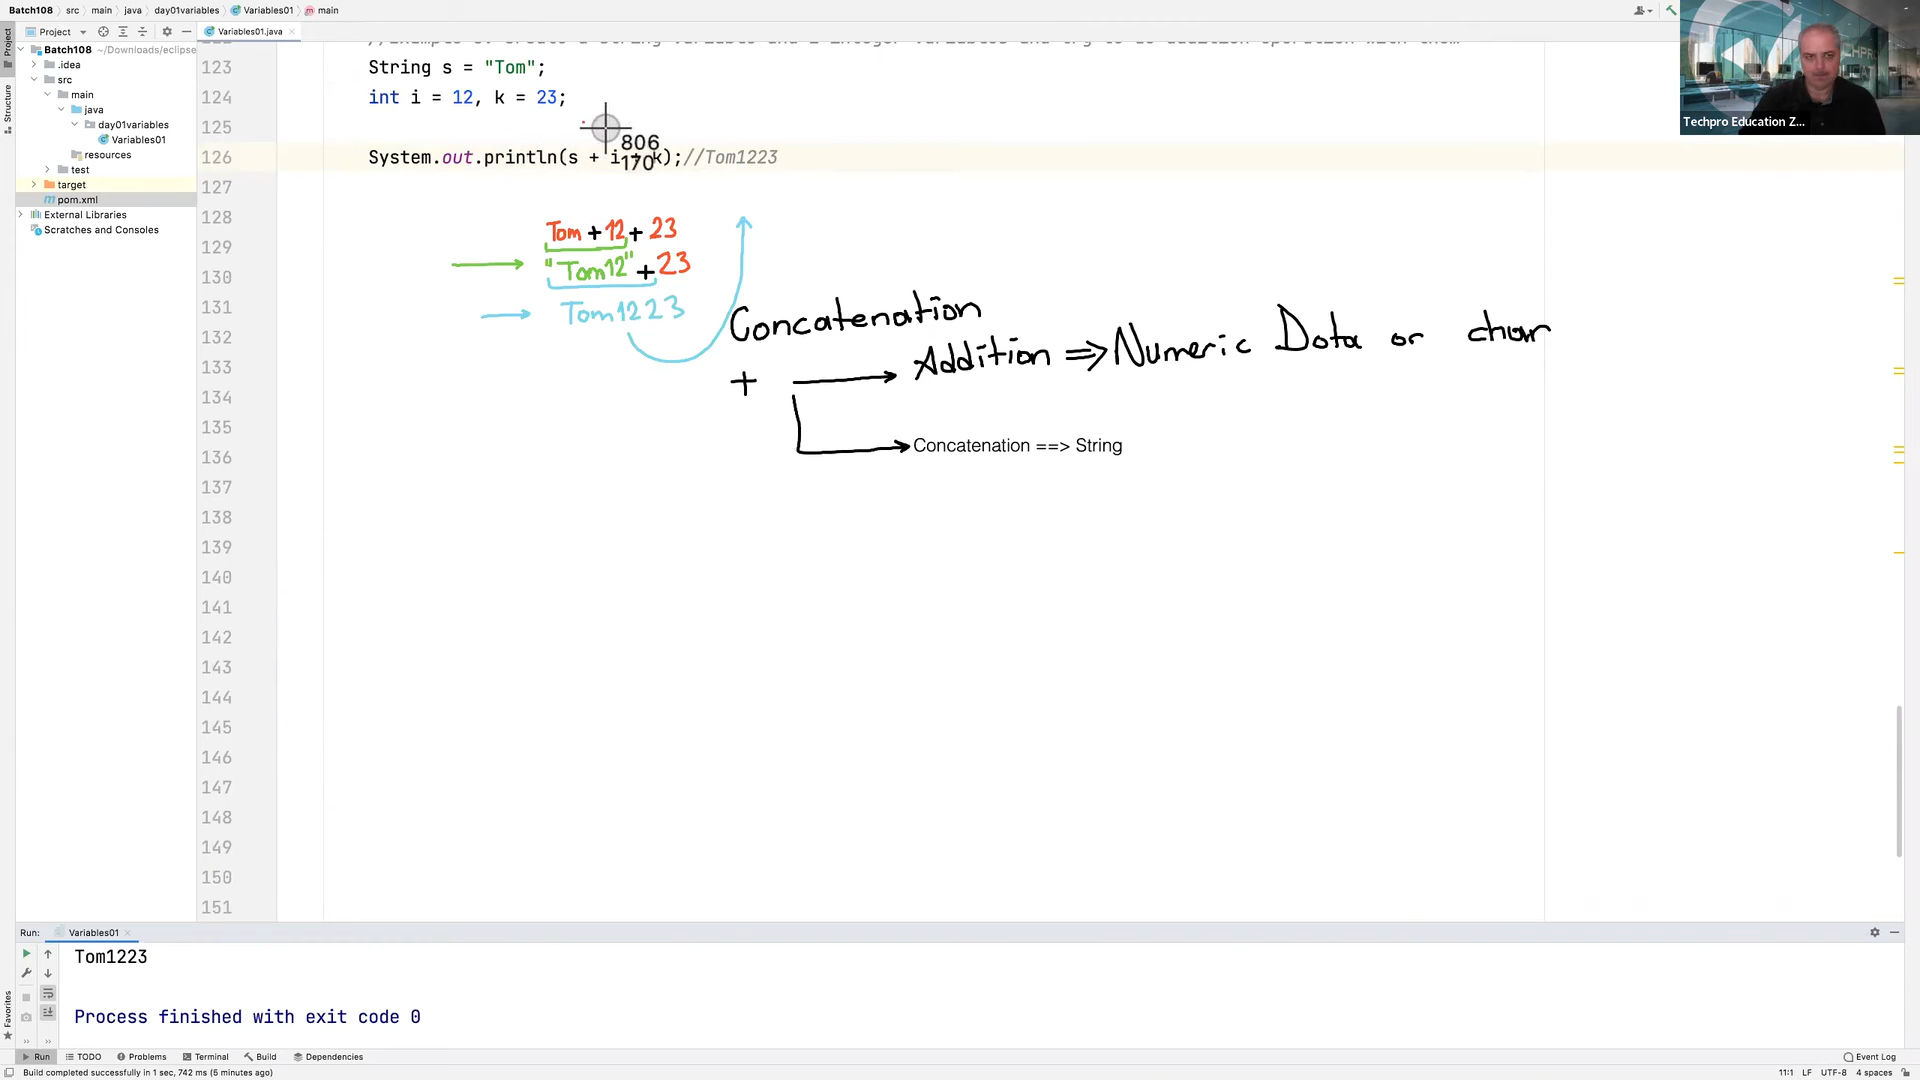 Batch108 src main java day01variables Variables01 main
Project
Variables01.java
Project
Structure
Favorites
Batch108 ~/Downloads/eclipse
.idea
src
main
java
day01variables
Variables01
resources
test
target
pom.xml
External Libraries
Scratches and Consoles
123 String s = "Tom";
124 int i = 12, k = 23;
125
806
170
126 System.out.println(s + i + k);//Tom1223
127
128
129
130
131
132
133
134
135
136
137
138
139
140
141
142
143
144
145
146
147
148
149
150
151
Tom + 12 + 23
"Tom12" + 23
Tom1223
Concatenation
Addition => Numeric Data or char
+
Concatenation ==> String
Techpro Education Z...
Run: Variables01
Tom1223
Process finished with exit code 0
Run TODO Problems Terminal Build Dependencies Event Log
Build completed successfully in 1 sec, 742 ms (5 minutes ago) 11:1 LF UTF-8 4 spaces